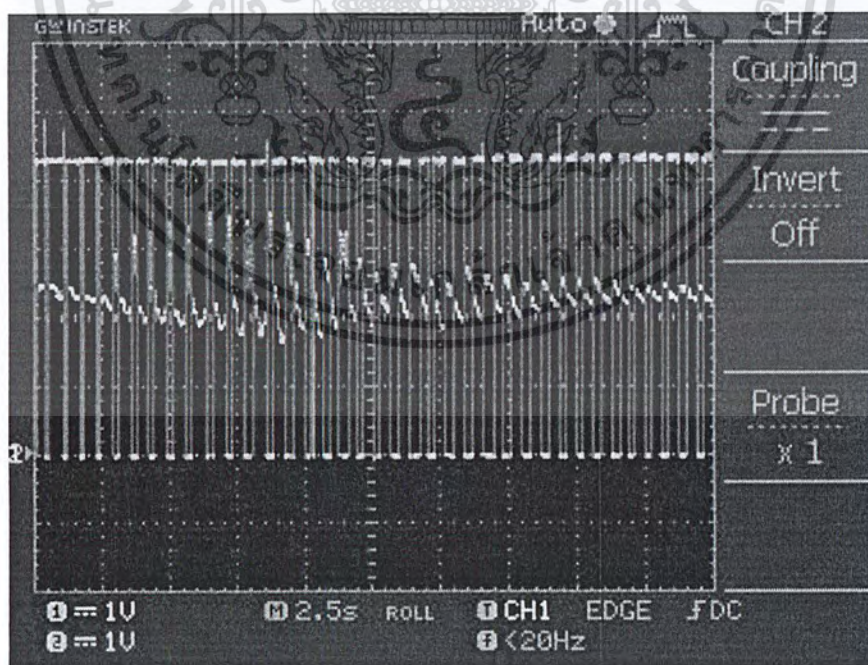 GW INSTEK Auto CH 2
Coupling
Invert
Off
Probe
x 1
1 1V M 2.5s ROLL T CH1 EDGE DC
2 1V f <20Hz